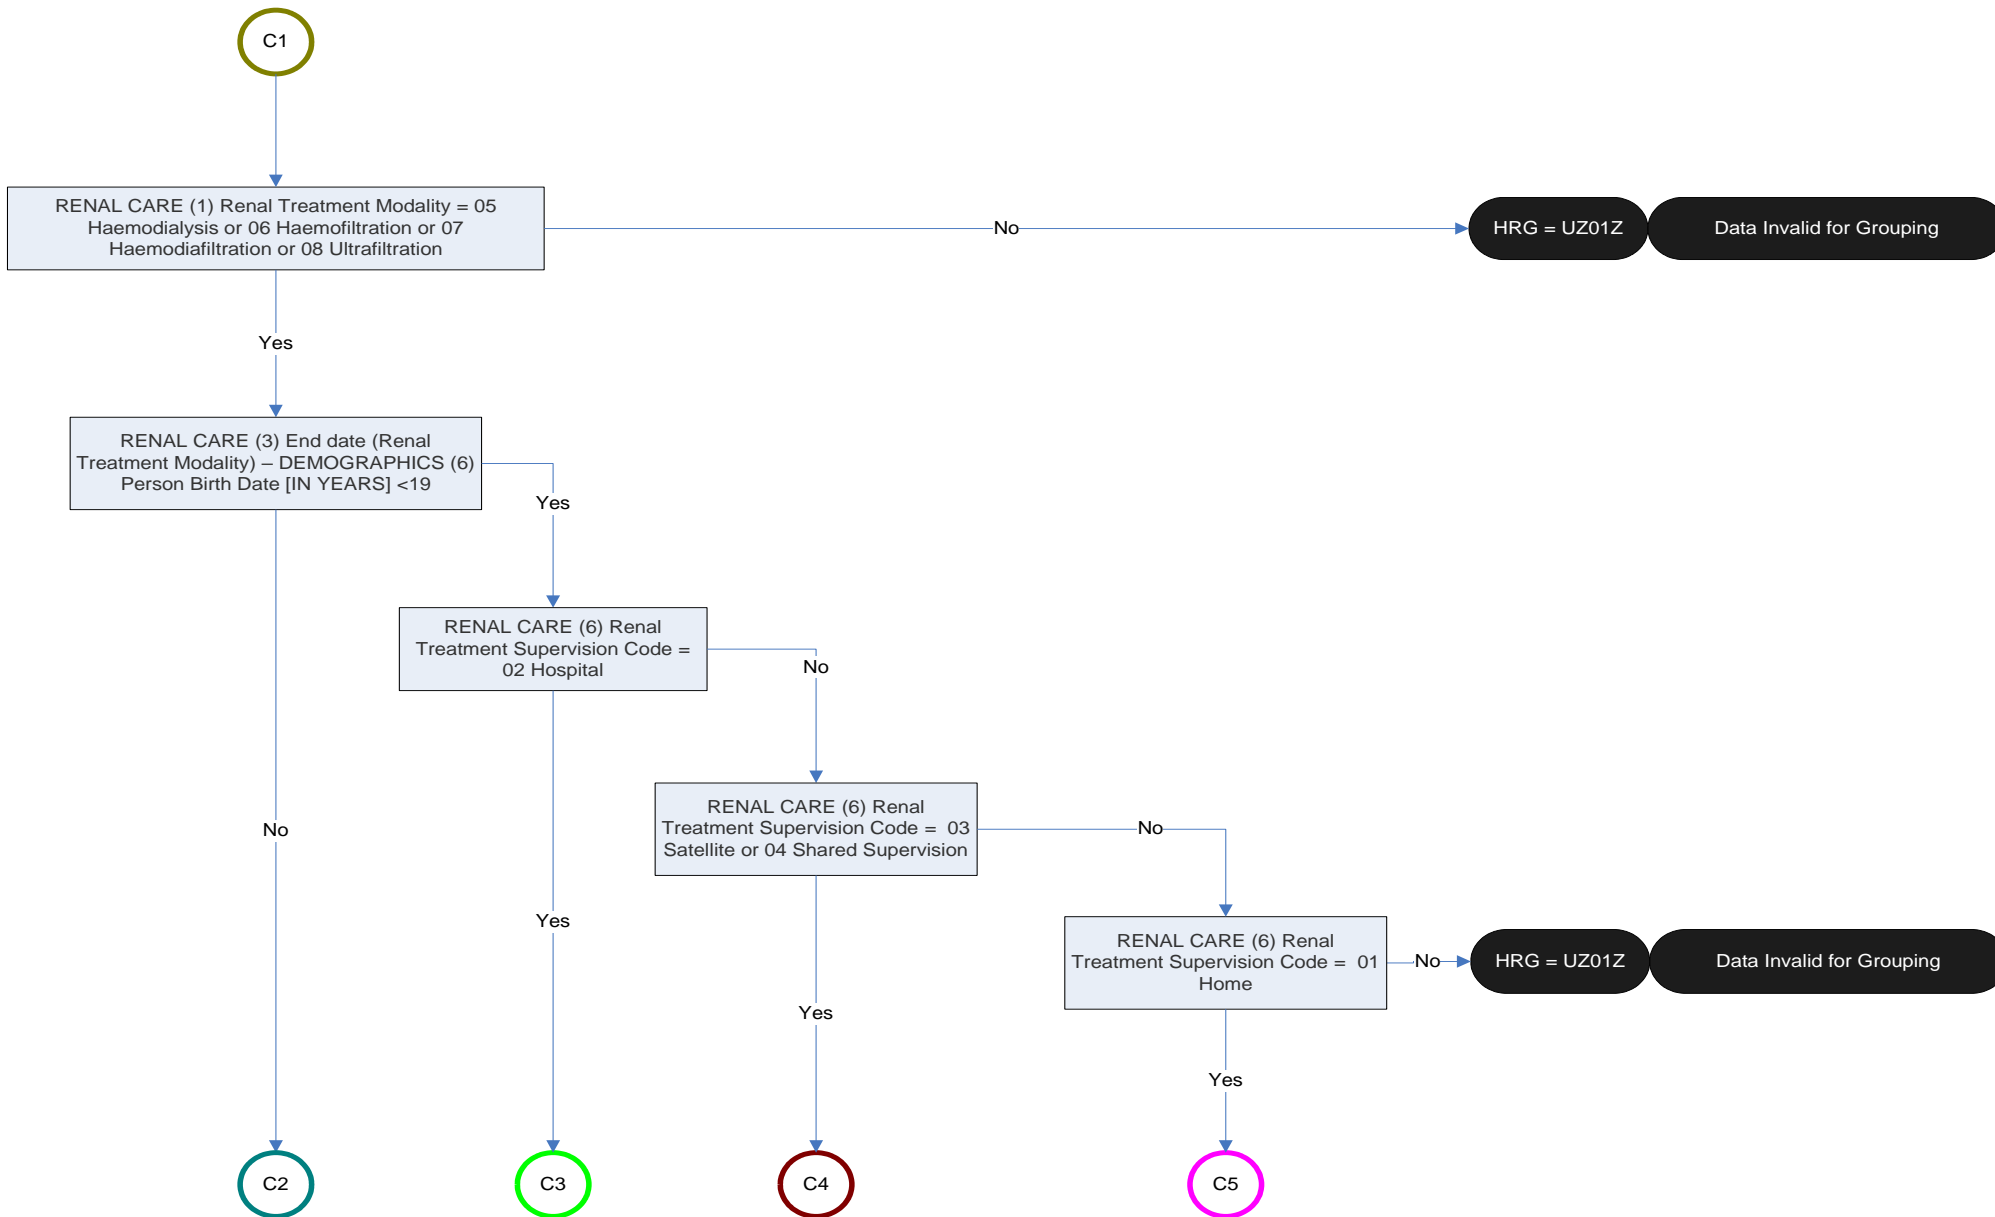 C1
RENAL CARE (1) Renal Treatment Modality = 05
Haemodialysis or 06 Haemofiltration or 07
Haemodiafiltration or 08 Ultrafiltration
No
HRG = UZ01Z
Data Invalid for Grouping
Yes
RENAL CARE (3) End date (Renal
Treatment Modality) – DEMOGRAPHICS (6)
Person Birth Date [IN YEARS] <19
Yes
RENAL CARE (6) Renal
Treatment Supervision Code =
02 Hospital
No
RENAL CARE (6) Renal
Treatment Supervision Code =  03
Satellite or 04 Shared Supervision
No
No
Yes
RENAL CARE (6) Renal
Treatment Supervision Code =  01
Home
No
HRG = UZ01Z
Data Invalid for Grouping
Yes
Yes
C2
C3
C4
C5